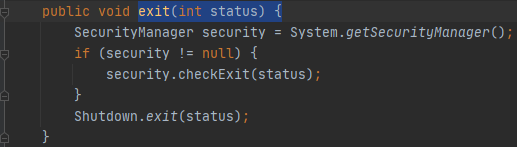 public void exit(int status) {
    SecurityManager security = System.getSecurityManager();
    if (security != null) {
        security.checkExit(status);
    }
    Shutdown.exit(status);
}